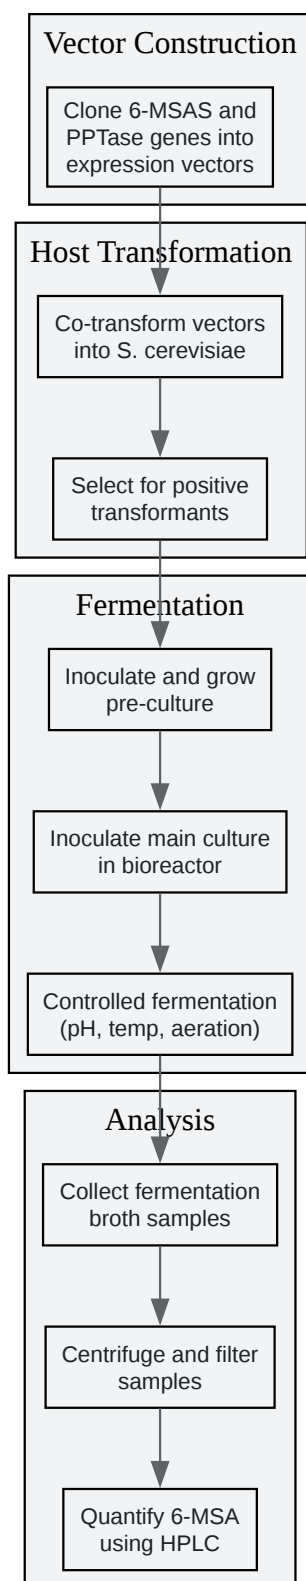 Vector Construction
Clone 6-MSAS and
PPTase genes into
expression vectors
Host Transformation
Co-transform vectors
into S. cerevisiae
Select for positive
transformants
Fermentation
Inoculate and grow
pre-culture
Inoculate main culture
in bioreactor
Controlled fermentation
(pH, temp, aeration)
Analysis
Collect fermentation
broth samples
Centrifuge and filter
samples
Quantify 6-MSA
using HPLC